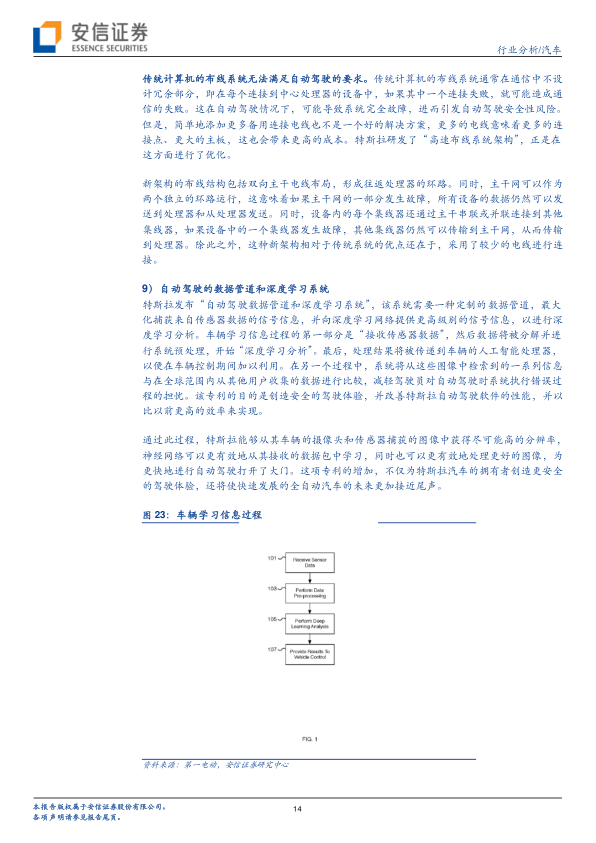 安信证券
ESSENCE SECURITIES
行业分析/汽车
传统计算机的布线系统无法满足自动驾驶的要求。传统计算机的布线系统通常在通信中不设
计冗余部分，即在每个连接到中心处理器的设备中，如果其中一个连接失败，就可能造成通
信的失败。这在自动驾驶情况下，可能导致系统完全故障，进而引发自动驾驶安全性风险。
但是，简单地添加更多备用连接电线也不是一个好的解决方案，更多的电线意味着更多的连
接点、更大的主板，这也会带来更高的成本。特斯拉研发了“高速布线系统架构”，正是在
这方面进行了优化。
新架构的布线结构包括双向主干电线布局，形成往返处理器的环路。同时，主干网可以作为
两个独立的环路运行，这意味着如果主干网的一部分发生故障，所有设备的数据仍然可以发
送到处理器和从处理器发送。同时，设备内的每个集线器还通过主干串联或并联连接到其他
集线器，如果设备中的一个集线器发生故障，其他集线器仍然可以传输到主干网，从而传输
到处理器。除此之外，这种新架构相对于传统系统的优点还在于，采用了较少的电线进行连
接。
9）自动驾驶的数据管道和深度学习系统
特斯拉发布“自动驾驶数据管道和深度学习系统”，该系统需要一种定制的数据管道，最大
化捕获来自传感器数据的信号信息，并向深度学习网络提供更高级别的信号信息，以进行深
度学习分析。车辆学习信息过程的第一部分是“接收传感器数据”，然后数据将被分解并进
行系统预处理，开始“深度学习分析”。最后，处理结果将被传递到车辆的人工智能处理器，
以便在车辆控制期间加以利用。在另一个过程中，系统将从这些图像中检索到的一系列信息
与在全球范围内从其他用户收集的数据进行比较，减轻驾驶员对自动驾驶时系统执行错误过
程的担忧。该专利的目的是创造安全的驾驶体验，并改善特斯拉自动驾驶软件的性能，并以
比以前更高的效率来实现。
通过此过程，特斯拉能够从其车辆的摄像头和传感器捕获的图像中获得尽可能高的分辨率，
神经网络可以更有效地从其接收的数据包中学习，同时也可以更有效地处理更好的图像，为
更快地进行自动驾驶打开了大门。这项专利的增加，不仅为特斯拉汽车的拥有者创造更安全
的驾驶体验，还将使快速发展的全自动汽车的未来更加接近尾声。
图 23：车辆学习信息过程
101
Receive Sensor
Data
103
Perform Data
Pre-processing
105
Perform Deep
Learning Analysis
107
Provide Results To
Vehicle Control
FIG. 1
资料来源：第一电动，安信证券研究中心
本报告版权属于安信证券股份有限公司。
14
各项声明请参见报告尾页。